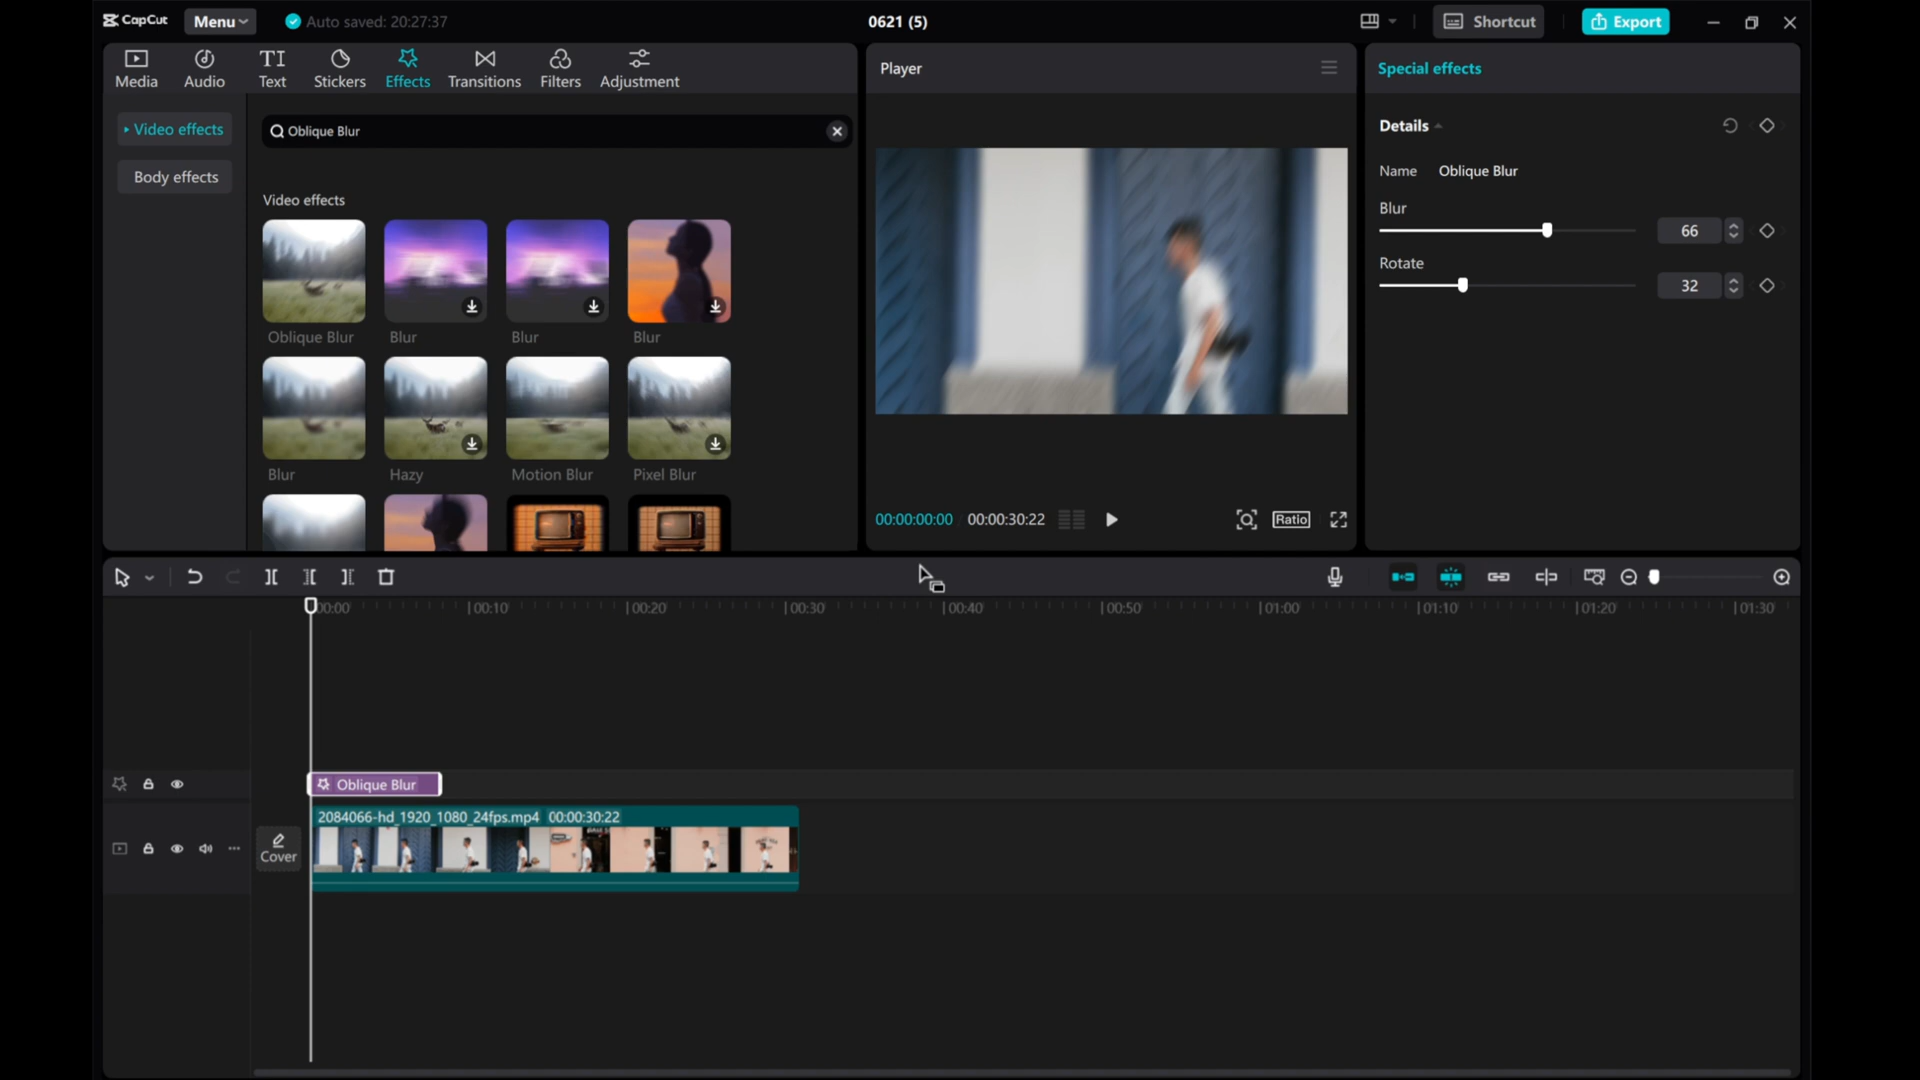 CapCut
Menu
Auto saved: 20:27:37
0621 (5)
Shortcut
Export
Media
Audio
TI
Text
Stickers
Effects
Transitions
Filters
Adjustment
Player
Special effects
Video effects
Body effects
Oblique Blur
Video effects
Oblique Blur
Blur
Blur
Blur
Blur
Hazy
Motion Blur
Pixel Blur
Details
Name Oblique Blur
Blur
66
Rotate
32
00:00:00:00
00:00:30:22
Ratio
00:00
00:10
00:20
00:30
00:40
00:50
01:00
01:10
01:20
01:30
Oblique Blur
2084066-hd_1920_1080_24fps.mp4 00:00:30:22
Cover